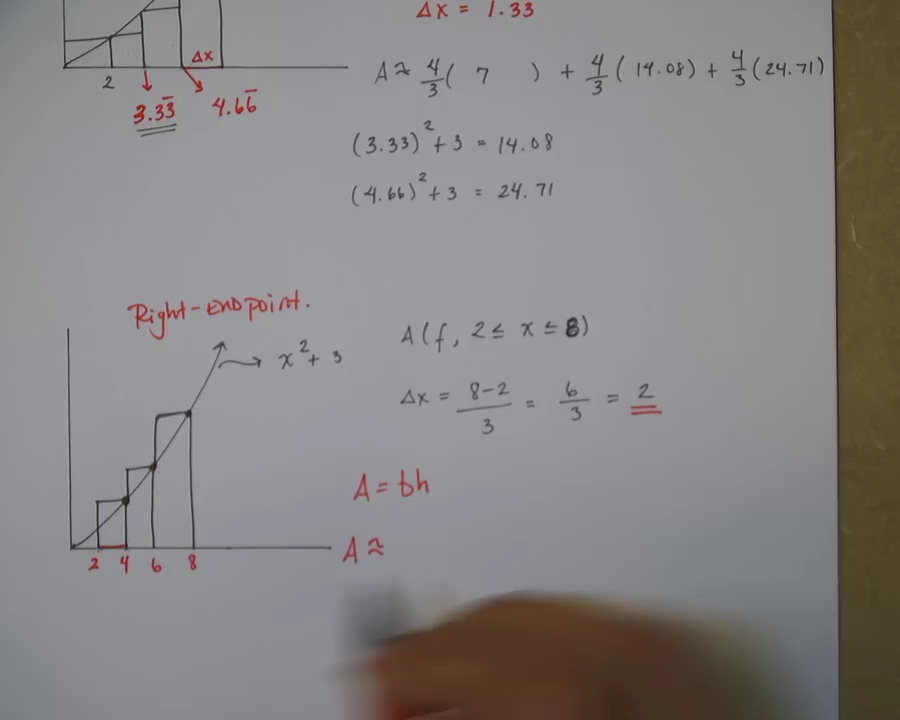 Δx = 1.33
Δx
A ≈ 4/3 ( 7 ) + 4/3 ( 14.08) + 4/3 (24.71)
2
3.33̅ 4.66̅
(3.33)² + 3 = 14.08
(4.66)² + 3 = 24.71
Right-Endpoint.
x² + 3
A(f, 2 ≤ x ≤ 8)
Δx = 8-2/3 = 6/3 = 2
A = bh
A ≈
2 4 6 8